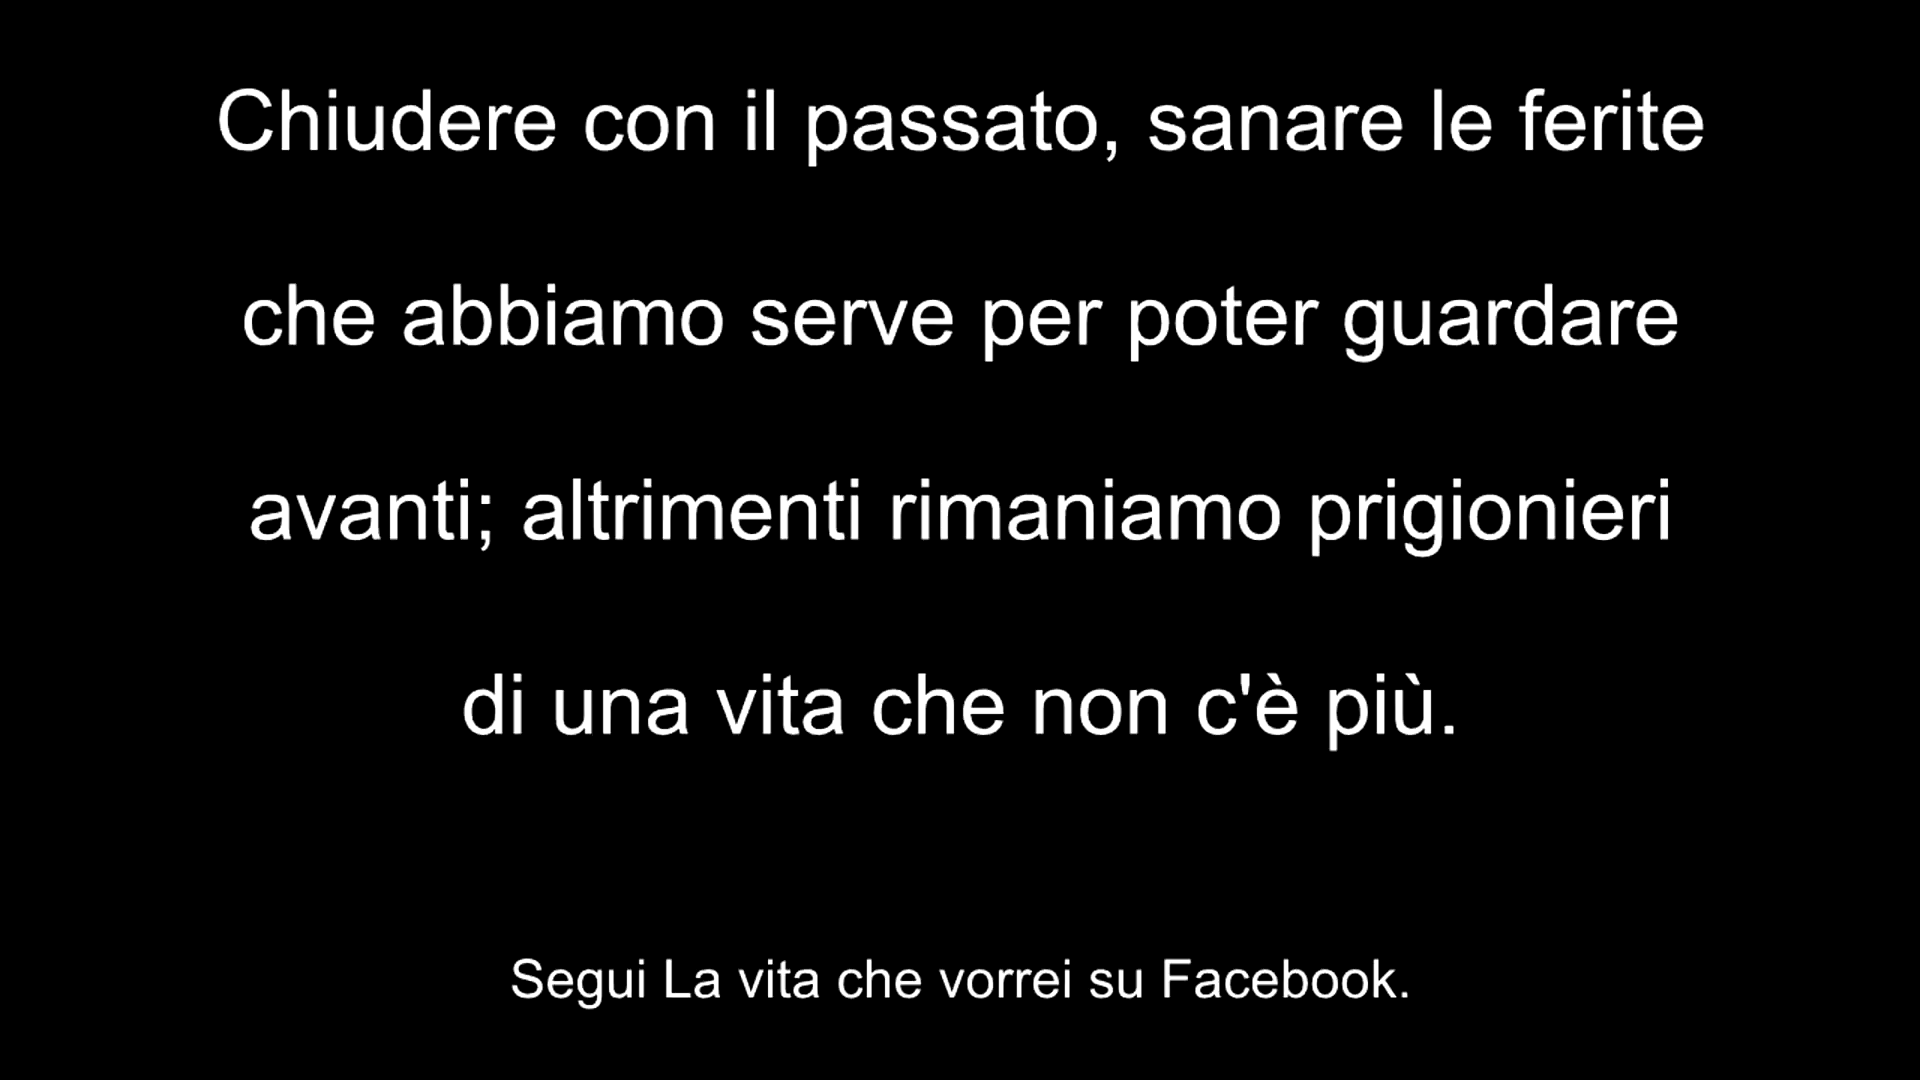 Chiudere con il passato, sanare le ferite
che abbiamo serve per poter guardare
avanti; altrimenti rimaniamo prigionieri
di una vita che non c'è più.
Segui La vita che vorrei su Facebook.